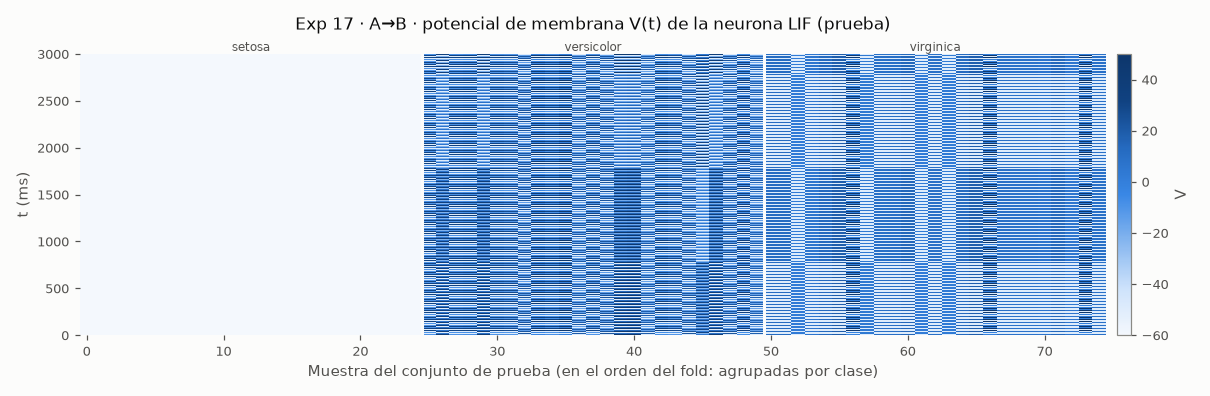 Exp 17 · A→B · potencial de membrana V(t) de la neurona LIF (prueba)
setosa versicolor virginica
3000
2500
2000
1500
1000
500
0
t (ms)
0 10 20 30 40 50 60 70
Muestra del conjunto de prueba (en el orden del fold: agrupadas por clase)
40
20
0
−20
−40
−60
V